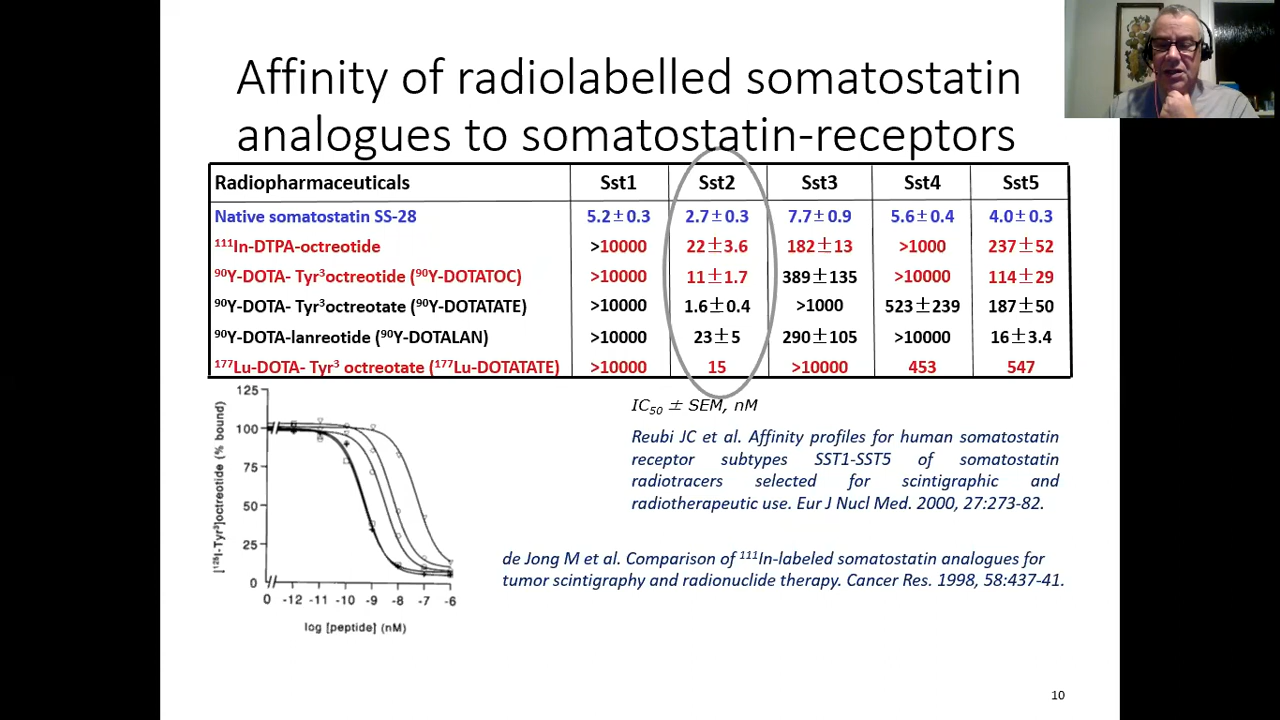 Affinity of radiolabelled somatostatin
analogues to somatostatin-receptors
Radiopharmaceuticals Sst1 Sst2 Sst3 Sst4 Sst5
Native somatostatin SS-28 5.2±0.3 2.7±0.3 7.7±0.9 5.6±0.4 4.0±0.3
¹¹¹In-DTPA-octreotide >10000 22±3.6 182±13 >1000 237±52
⁹⁰Y-DOTA- Tyr³octreotide (⁹⁰Y-DOTATOC) >10000 11±1.7 389±135 >10000 114±29
⁹⁰Y-DOTA- Tyr³octreotate (⁹⁰Y-DOTATATE) >10000 1.6±0.4 >1000 523±239 187±50
⁹⁰Y-DOTA-lanreotide (⁹⁰Y-DOTALAN) >10000 23±5 290±105 >10000 16±3.4
¹⁷⁷Lu-DOTA- Tyr³ octreotate (¹⁷⁷Lu-DOTATATE) >10000 15 >10000 453 547
[¹²⁵I-Tyr³]octreotide (% bound)
125
100
75
50
25
0
0 -12 -11 -10 -9 -8 -7 -6
log [peptide] (nM)
IC₅₀ ± SEM, nM
Reubi JC et al. Affinity profiles for human somatostatin
receptor subtypes SST1-SST5 of somatostatin
radiotracers selected for scintigraphic and
radiotherapeutic use. Eur J Nucl Med. 2000, 27:273-82.
de Jong M et al. Comparison of ¹¹¹In-labeled somatostatin analogues for
tumor scintigraphy and radionuclide therapy. Cancer Res. 1998, 58:437-41.
10